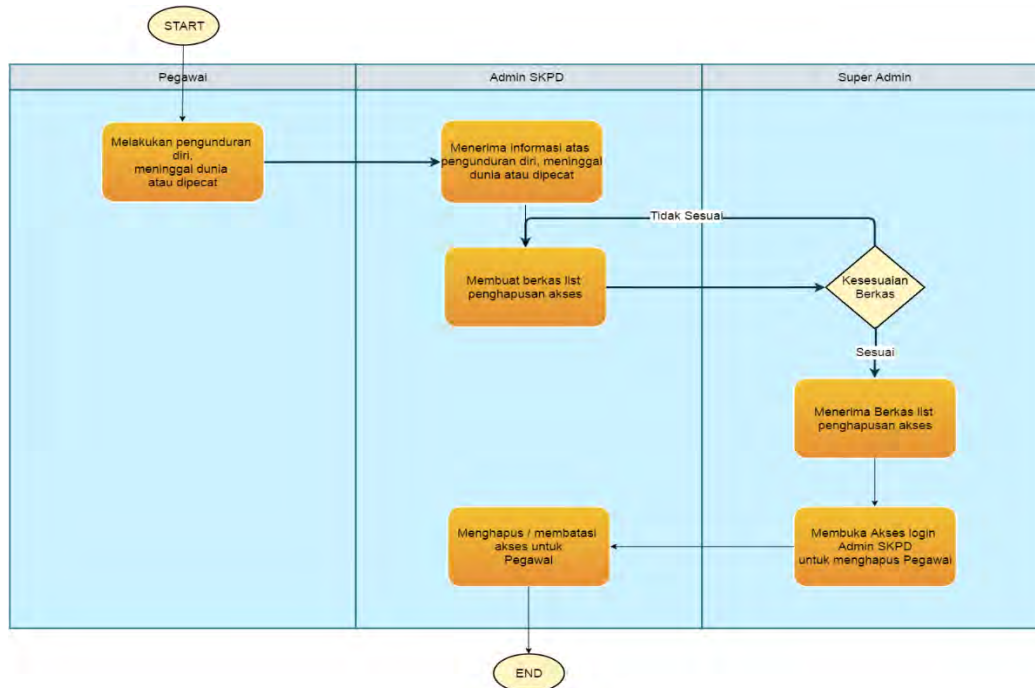 START
Pegawai
Admin SKPD
Super Admin
Melakukan pengunduran
diri,
meninggal dunia
atau dipecat
Menerima informasi atas
pengunduran diri, meninggal
dunia atau dipecat
Tidak Sesuai
Membuat berkas list
penghapusan akses
Kesesuaian
Berkas
Sesuai
Menerima Berkas list
penghapusan akses
Menghapus / membatasi
akses untuk
Pegawai
Membuka Akses login
Admin SKPD
untuk menghapus Pegawai
END